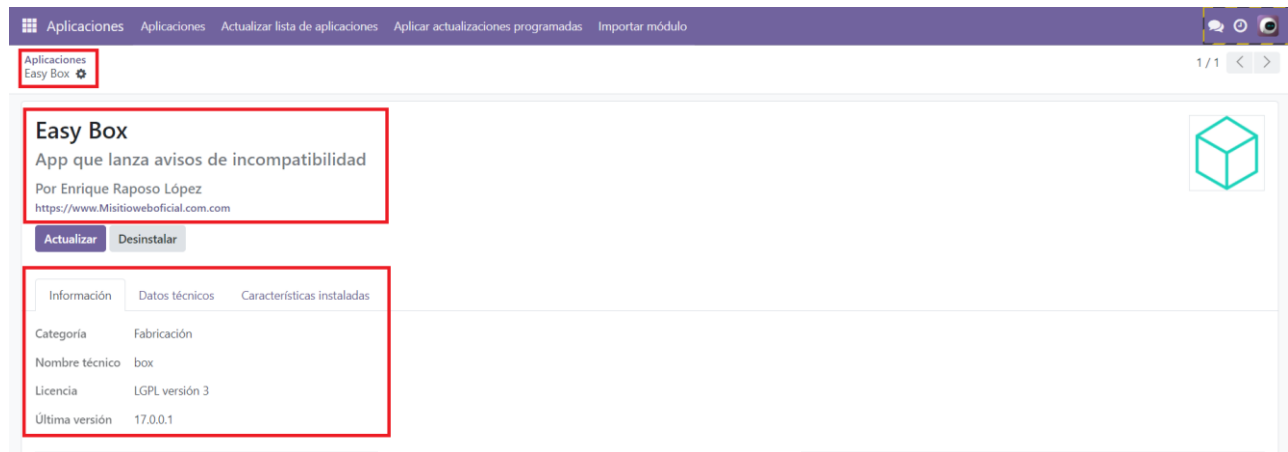 Aplicaciones Aplicaciones Actualizar lista de aplicaciones Aplicar actualizaciones programadas Importar módulo
Aplicaciones
Easy Box
1 / 1
Easy Box
App que lanza avisos de incompatibilidad
Por Enrique Raposo López
https://www.Misitioweboficial.com.com
Actualizar Desinstalar
Información Datos técnicos Características instaladas
Categoría Fabricación
Nombre técnico box
Licencia LGPL versión 3
Última versión 17.0.0.1